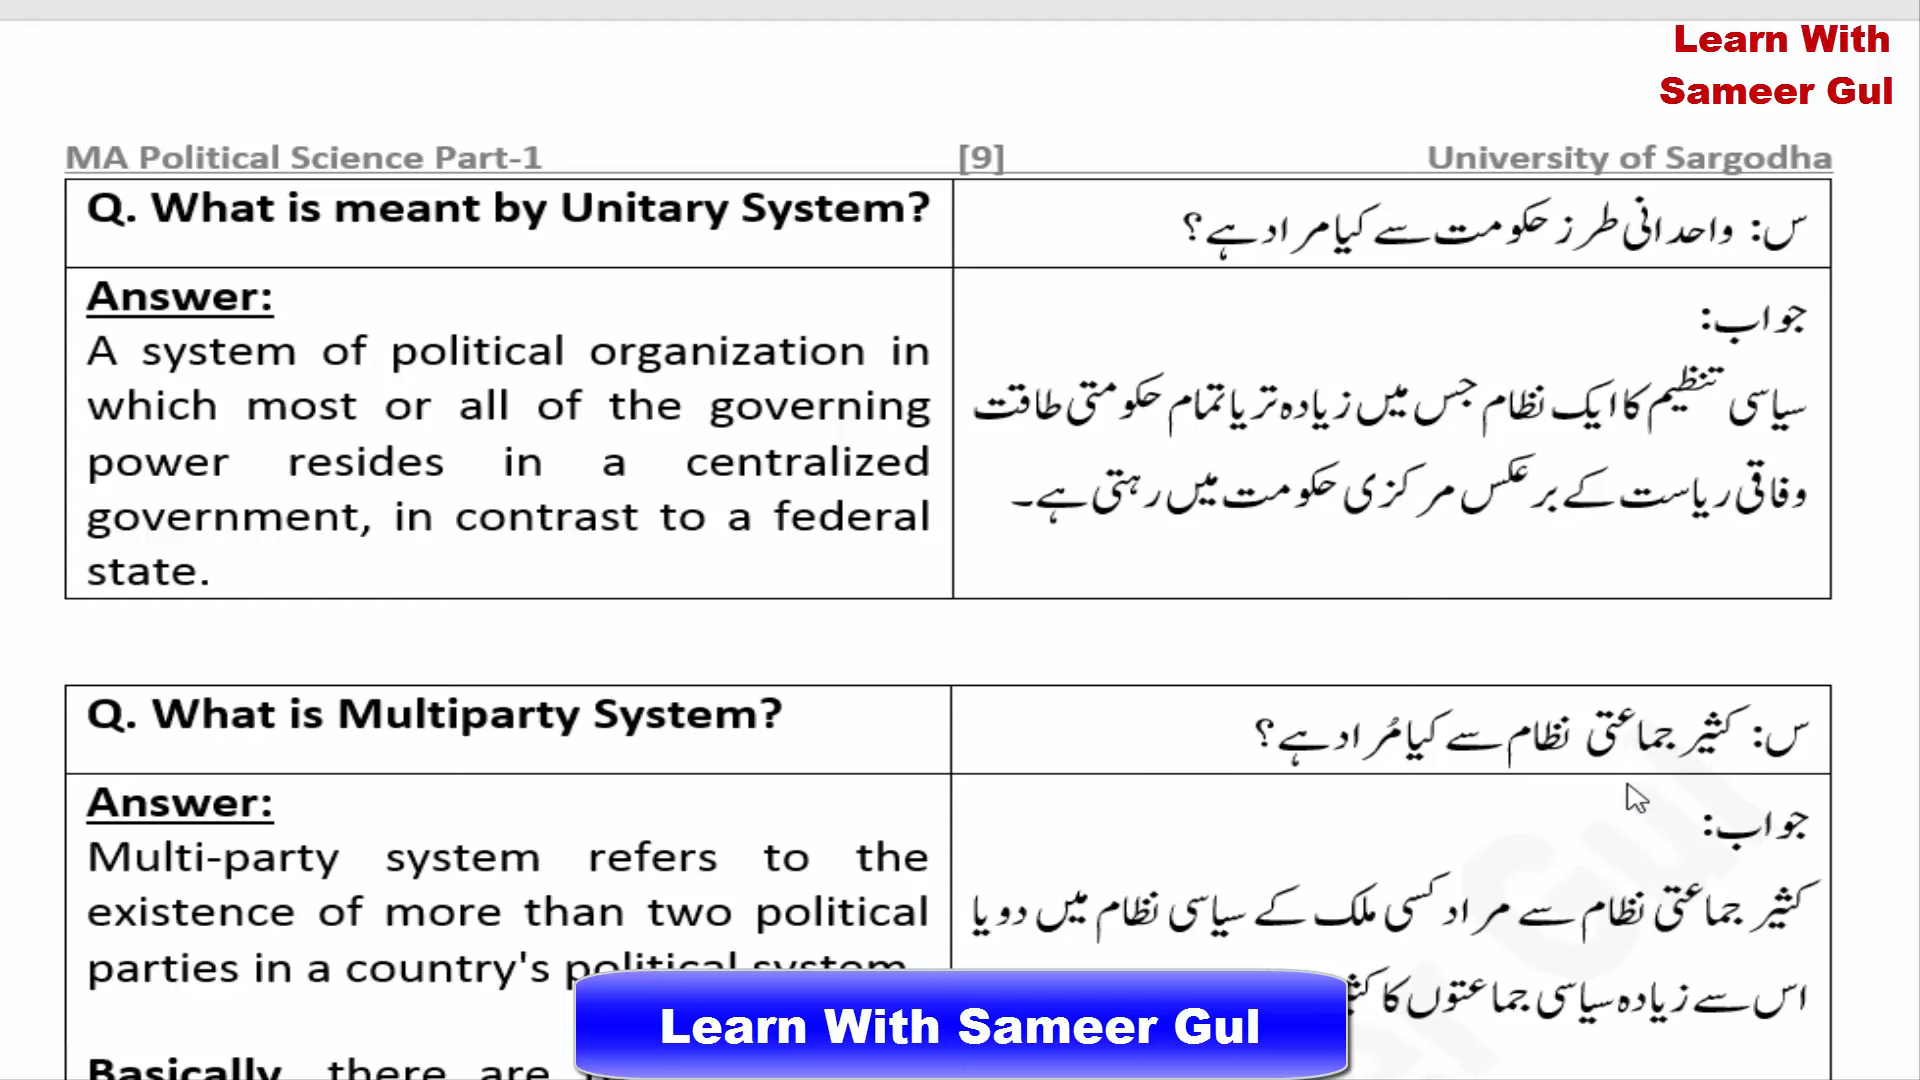 Learn With
Sameer Gul
MA Political Science Part-1 [9] University of Sargodha
Q. What is meant by Unitary System?
س: واحدانی طرز حکومت سے کیا مراد ہے؟
Answer:
A system of political organization in
which most or all of the governing
power resides in a centralized
government, in contrast to a federal
state.
جواب:
سیاسی تنظیم کا ایک نظام جس میں زیادہ تر یا تمام حکومتی طاقت
وفاقی ریاست کے برعکس مرکزی حکومت میں رہتی ہے۔
Q. What is Multiparty System?
س: کثیر جماعتی نظام سے کیا مُراد ہے؟
Answer:
Multi-party system refers to the
existence of more than two political
parties in a country's political system.
Basically, there are
جواب:
کثیر جماعتی نظام سے مراد کسی ملک کے سیاسی نظام میں دو یا
اس سے زیادہ سیاسی جماعتوں کا
Learn With Sameer Gul